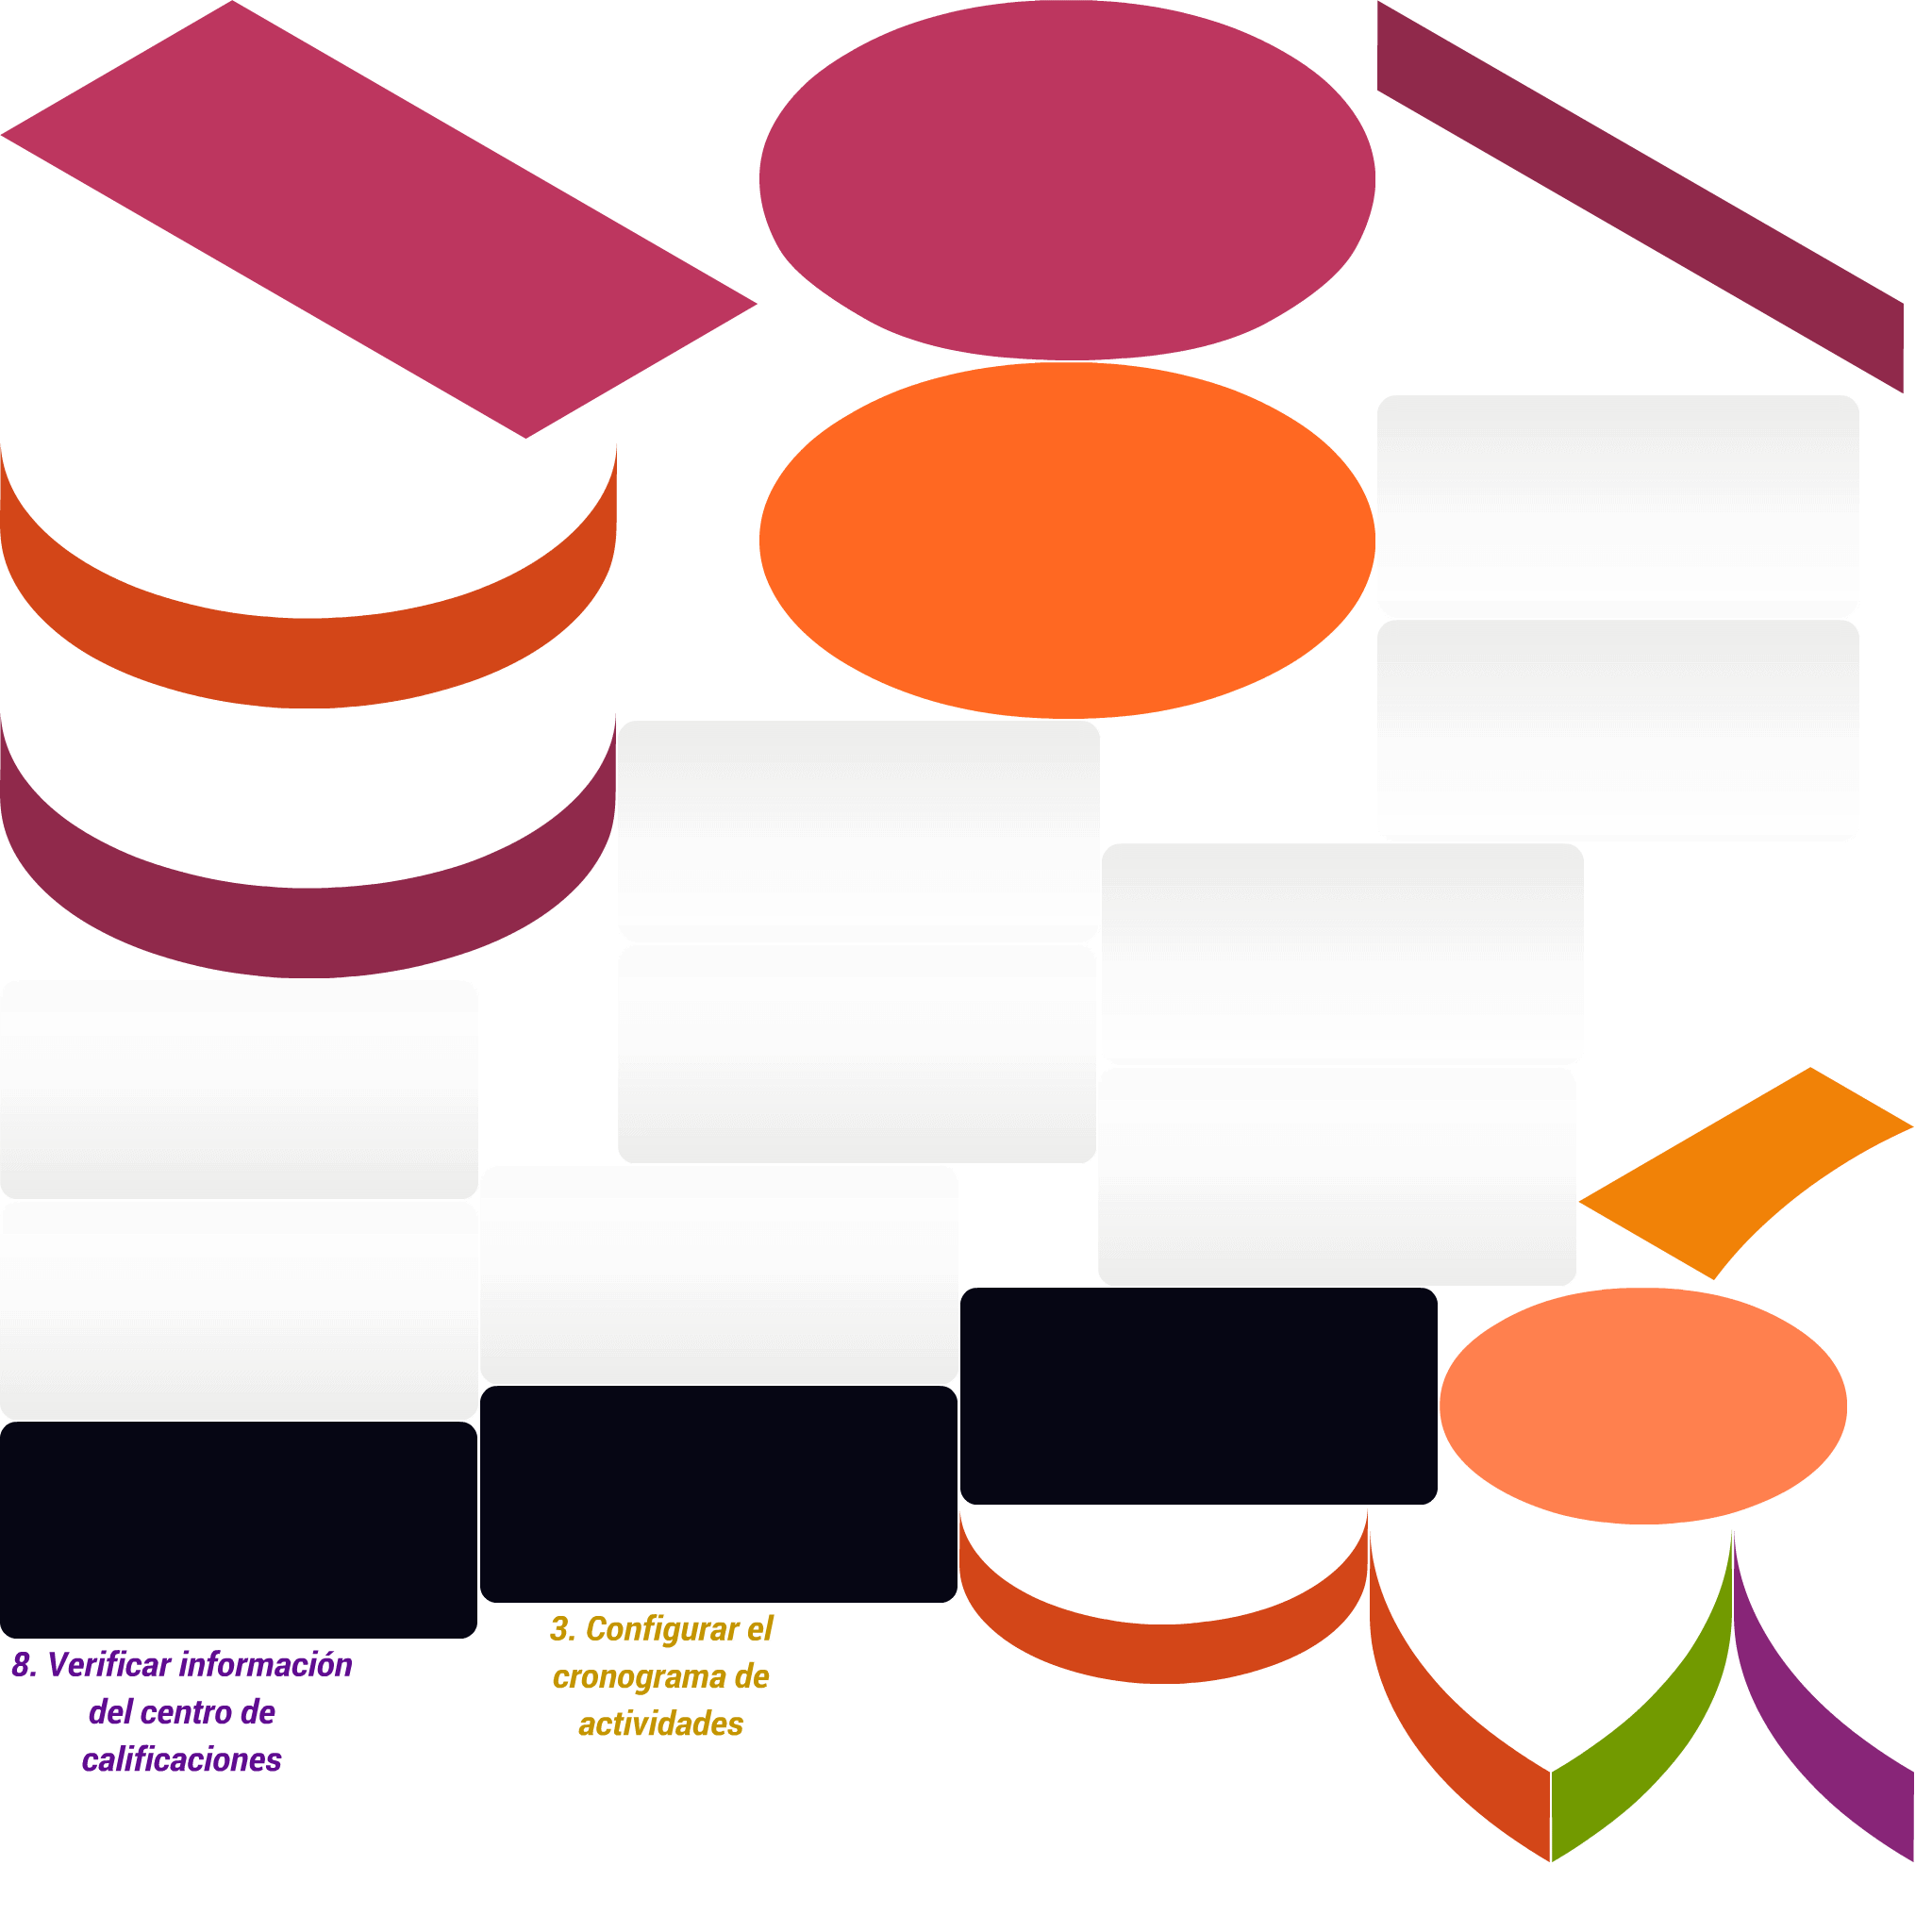 8. Verificar información
del centro de
calificaciones
3. Configurar el
cronograma de
actividades